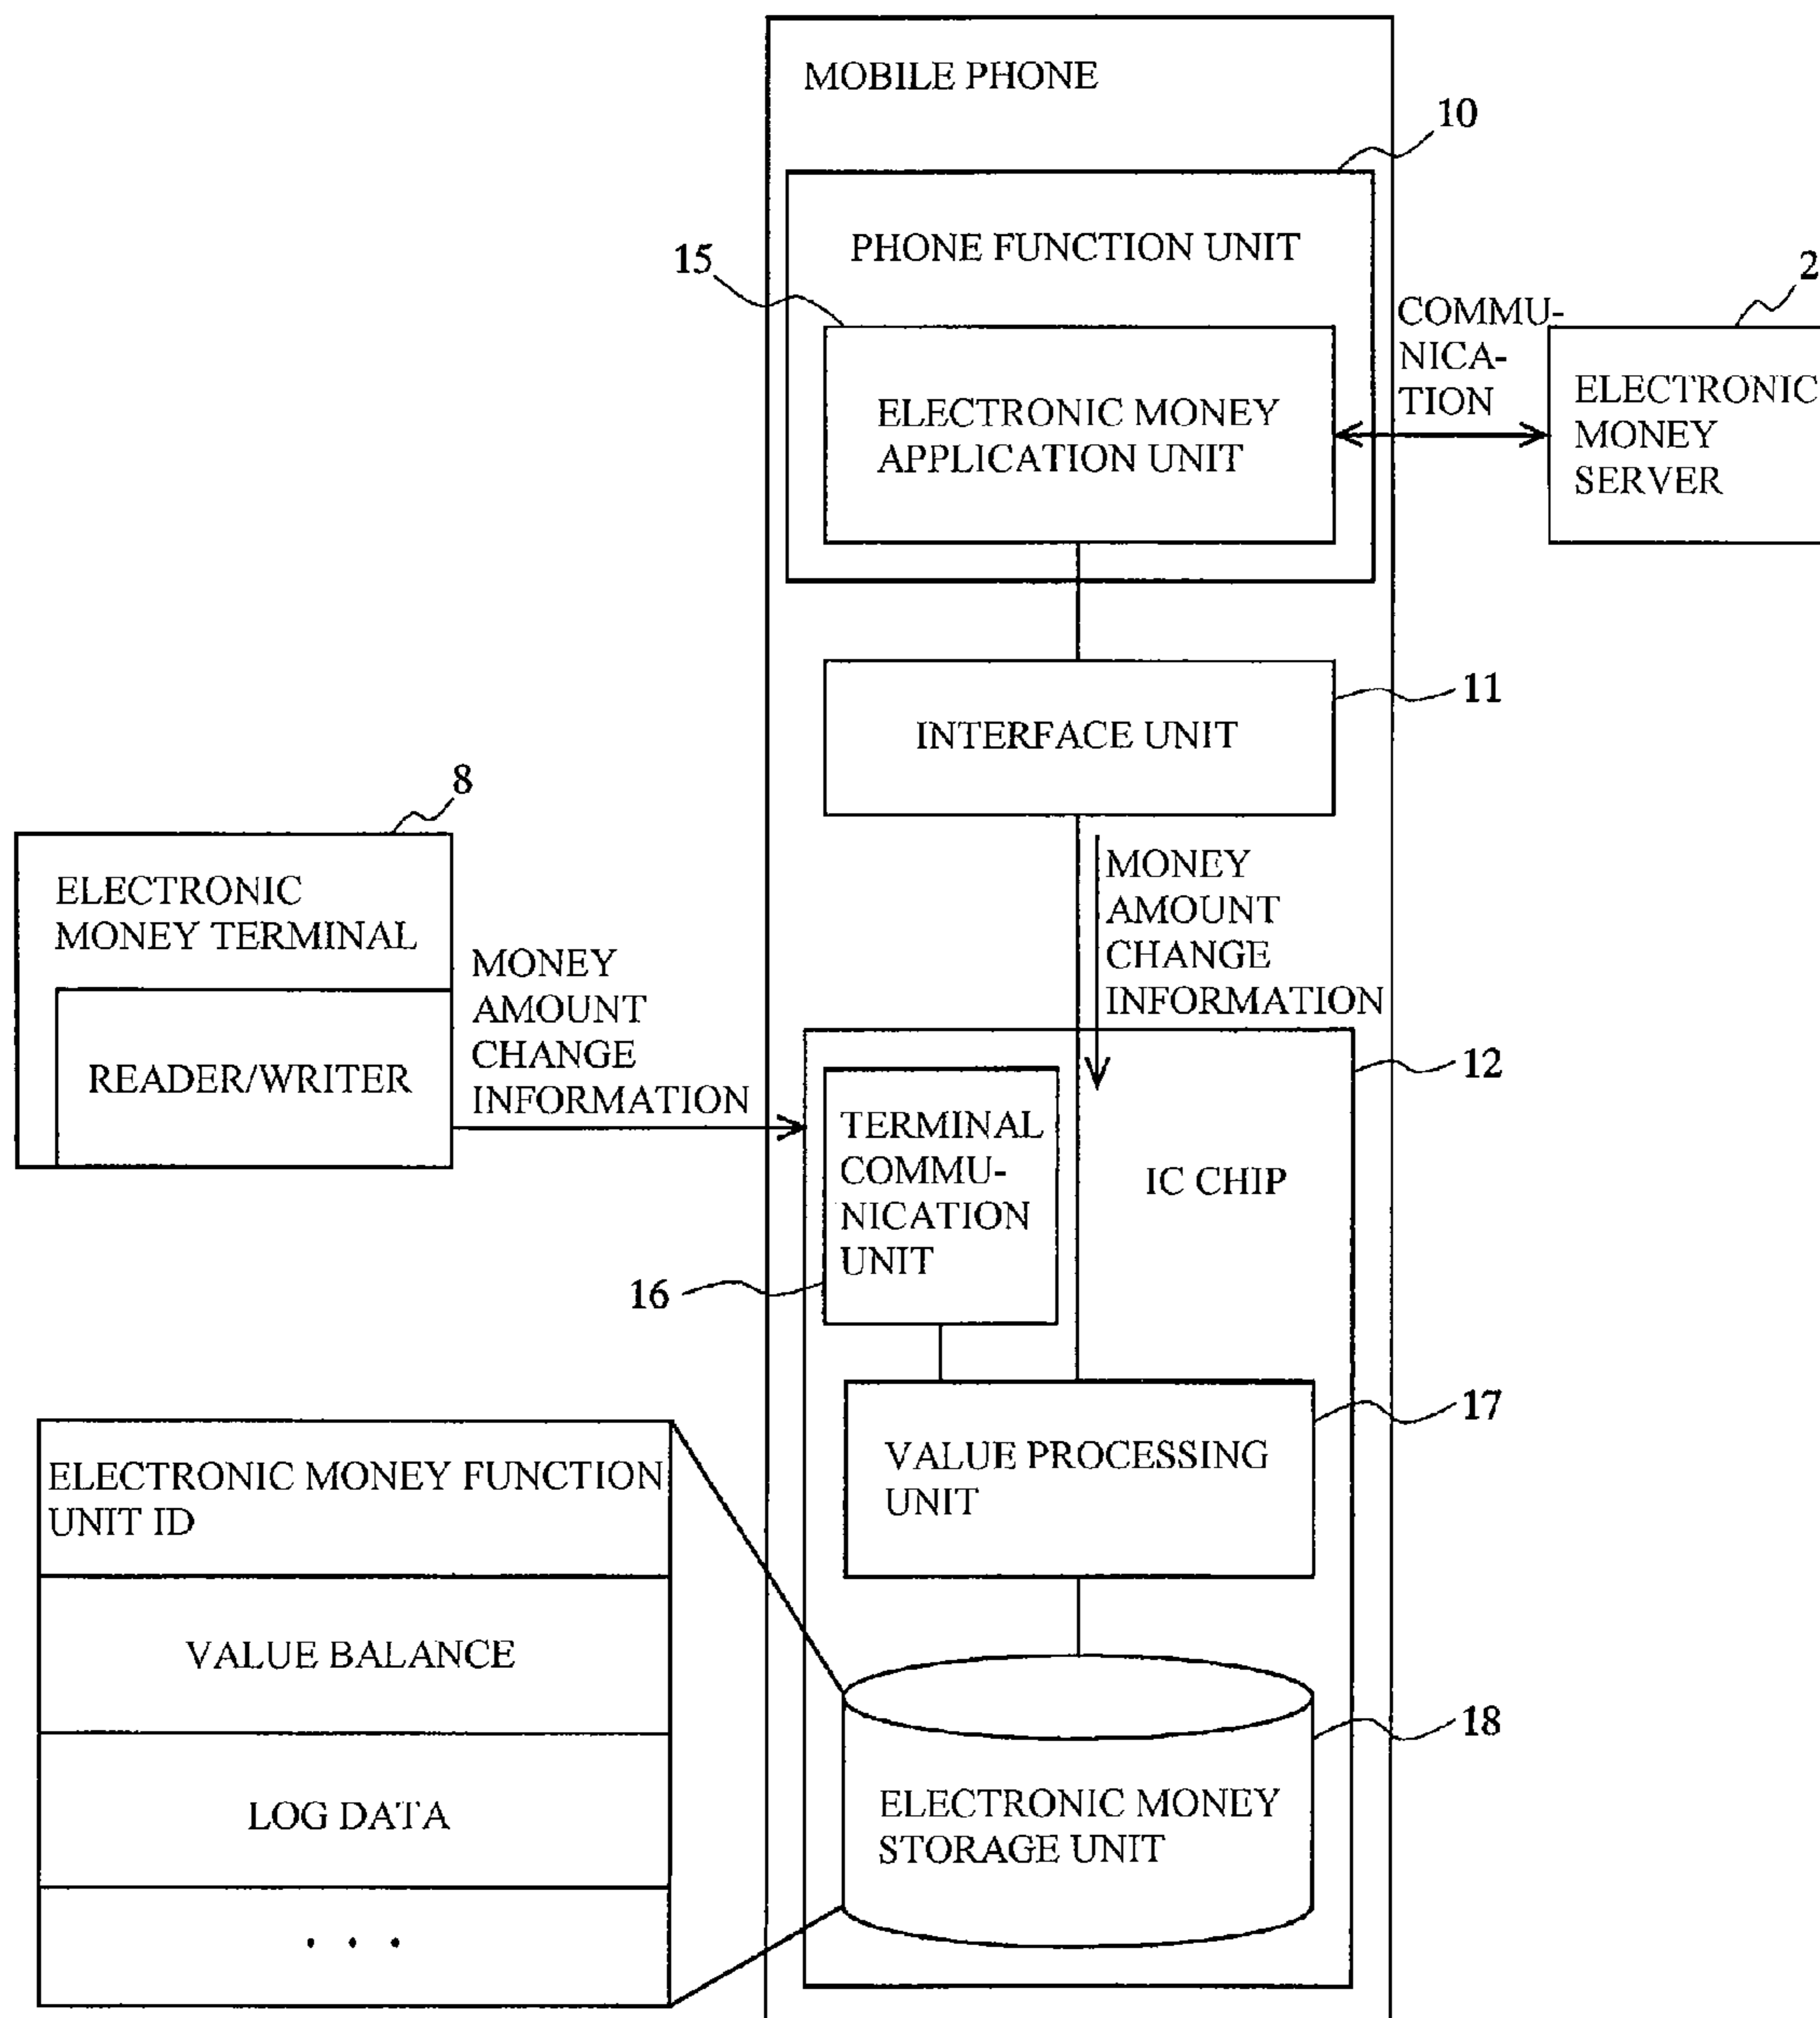 MOBILE PHONE
10
PHONE FUNCTION UNIT
15
2
COMMU-
NICA-
TION
ELECTRONIC MONEY
APPLICATION UNIT
ELECTRONIC
MONEY
SERVER
11
INTERFACE UNIT
8
ELECTRONIC
MONEY TERMINAL
READER/WRITER
MONEY
AMOUNT
CHANGE
INFORMATION
MONEY
AMOUNT
CHANGE
INFORMATION
12
TERMINAL
COMMU-
NICATION
UNIT
IC CHIP
16
17
VALUE PROCESSING
UNIT
ELECTRONIC MONEY FUNCTION
UNIT ID
VALUE BALANCE
LOG DATA
. . .
18
ELECTRONIC MONEY
STORAGE UNIT